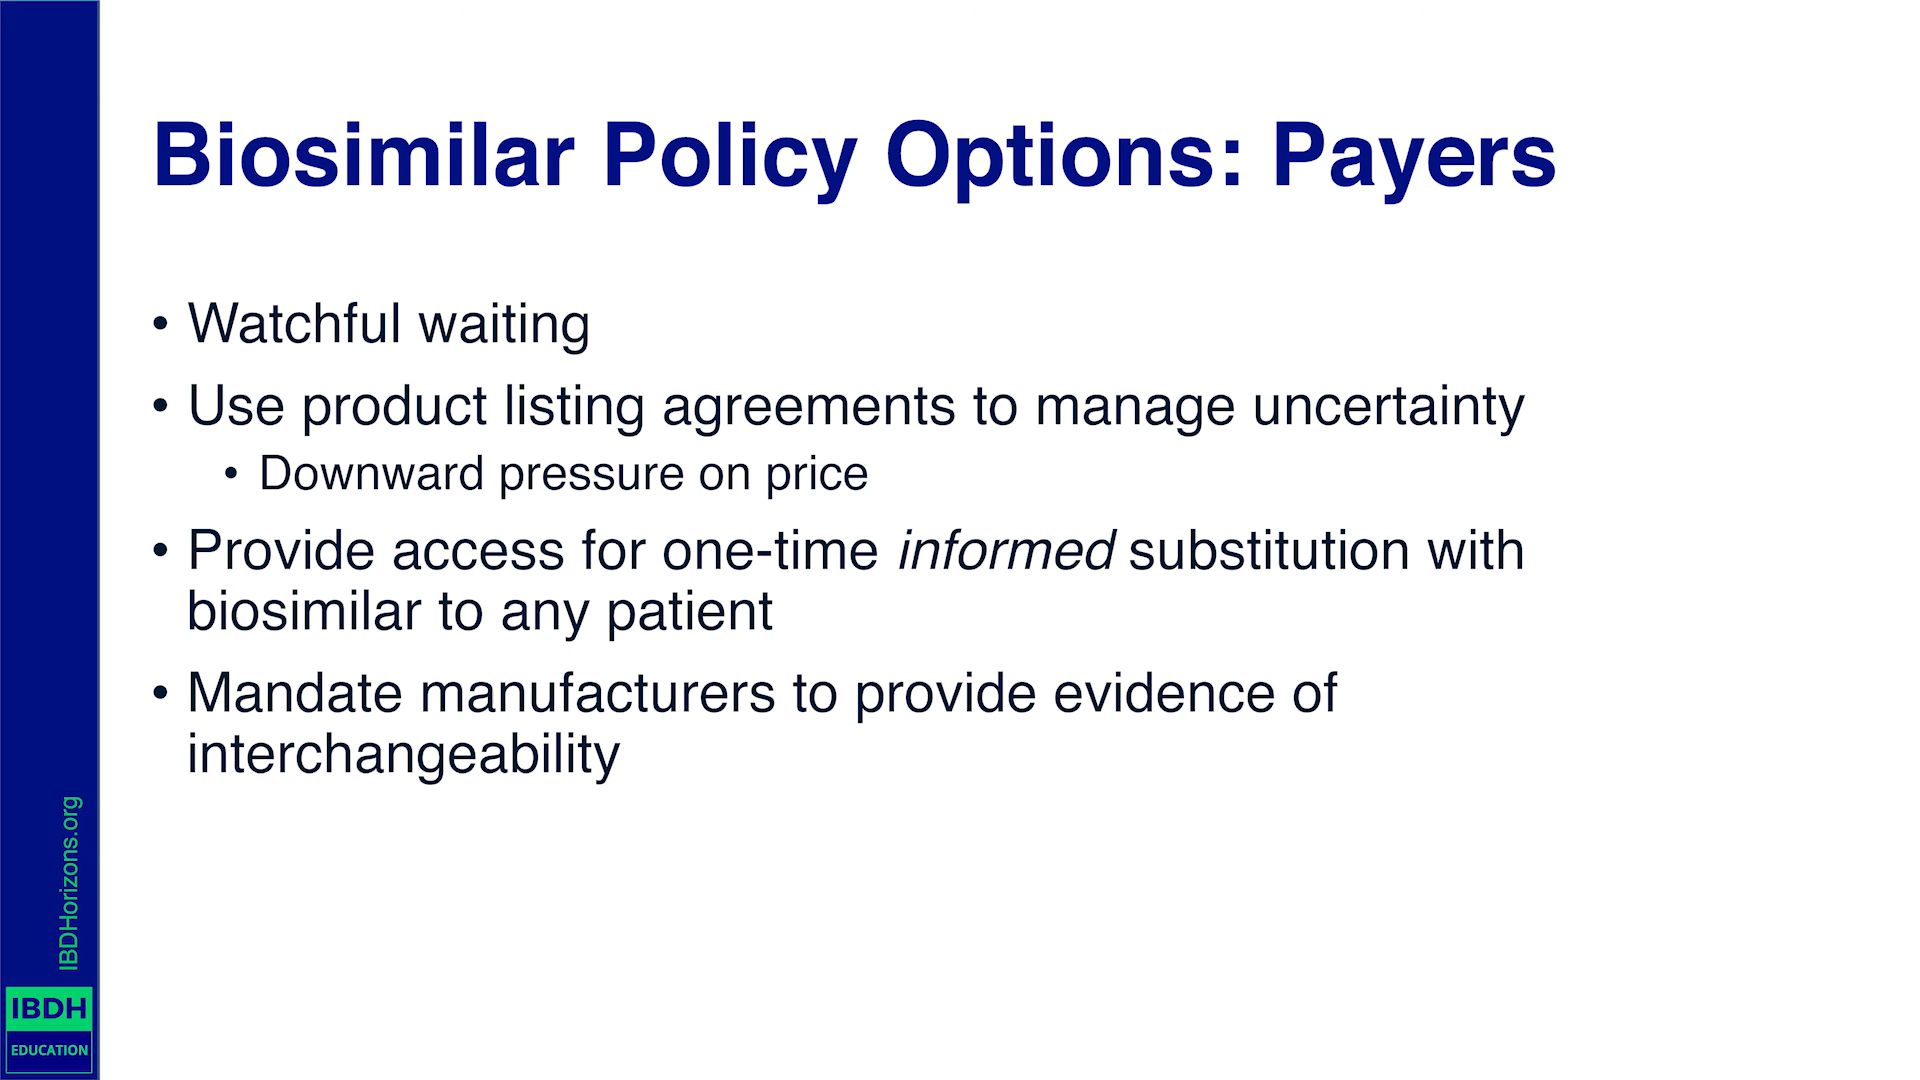 Biosimilar Policy Options: Payers
• Watchful waiting
• Use product listing agreements to manage uncertainty
• Downward pressure on price
• Provide access for one-time informed substitution with
biosimilar to any patient
• Mandate manufacturers to provide evidence of
interchangeability
IBDHorizons.org
IBDH
EDUCATION